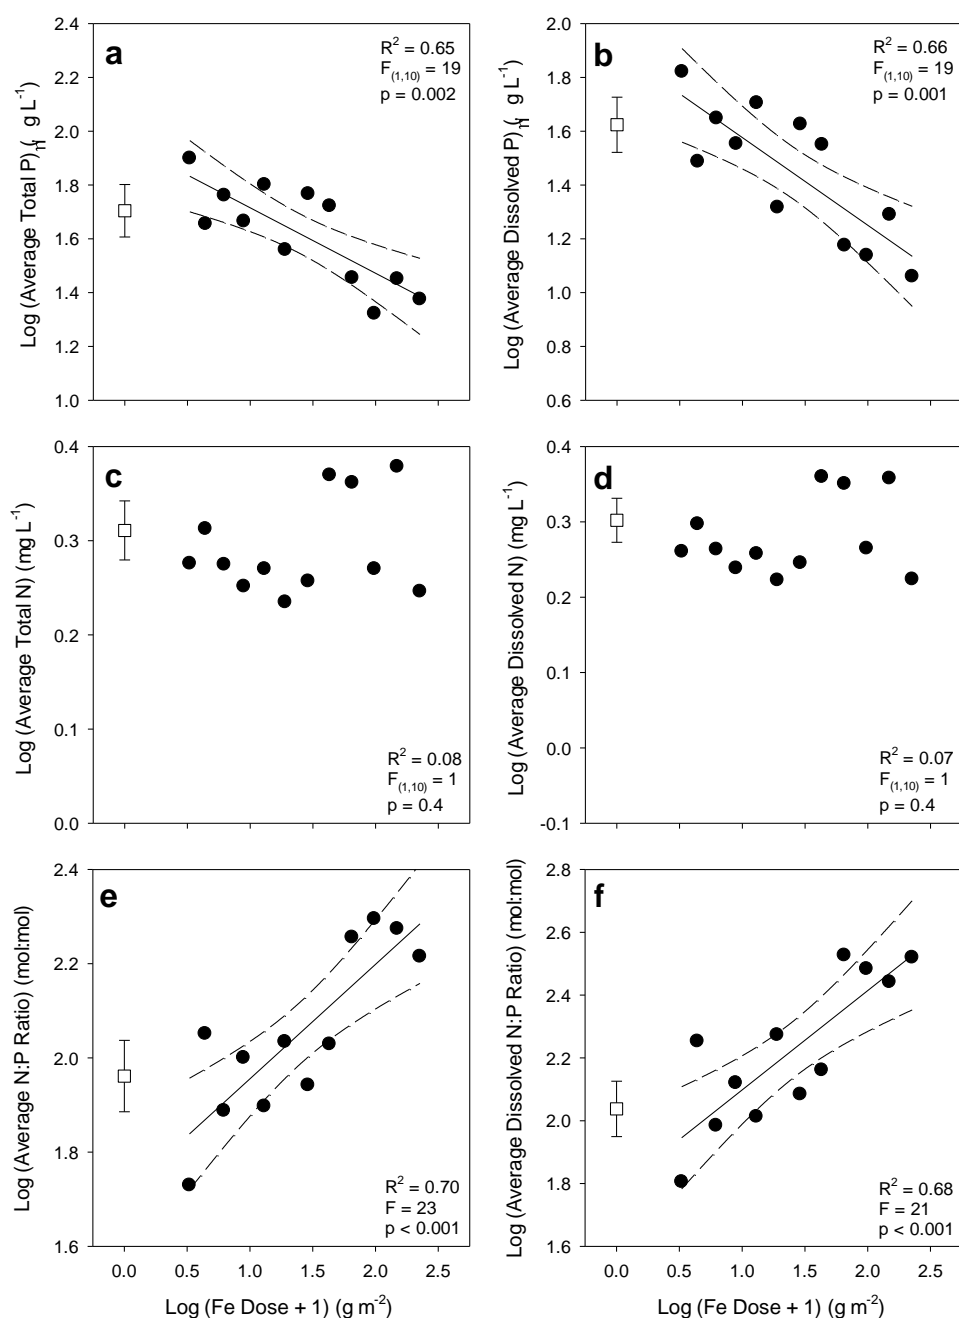 a
R² = 0.65
F(1,10) = 19
p = 0.002
Log (Average Total P) ( g L⁻¹)
2.4
2.2
2.0
1.8
1.6
1.4
1.2
1.0
b
R² = 0.66
F(1,10) = 19
p = 0.001
Log (Average Dissolved P) ( g L⁻¹)
2.0
1.8
1.6
1.4
1.2
1.0
0.8
0.6
c
R² = 0.08
F(1,10) = 1
p = 0.4
Log (Average Total N) (mg L⁻¹)
0.4
0.3
0.2
0.1
0.0
d
R² = 0.07
F(1,10) = 1
p = 0.4
Log (Average Dissolved N) (mg L⁻¹)
0.4
0.3
0.2
0.1
0.0
-0.1
e
R² = 0.70
F = 23
p < 0.001
Log (Average N:P Ratio) (mol:mol)
2.4
2.2
2.0
1.8
1.6
0.0 0.5 1.0 1.5 2.0 2.5
Log (Fe Dose + 1) (g m⁻²)
f
R² = 0.68
F = 21
p < 0.001
Log (Average Dissolved N:P Ratio) (mol:mol)
2.8
2.6
2.4
2.2
2.0
1.8
1.6
0.0 0.5 1.0 1.5 2.0 2.5
Log (Fe Dose + 1) (g m⁻²)